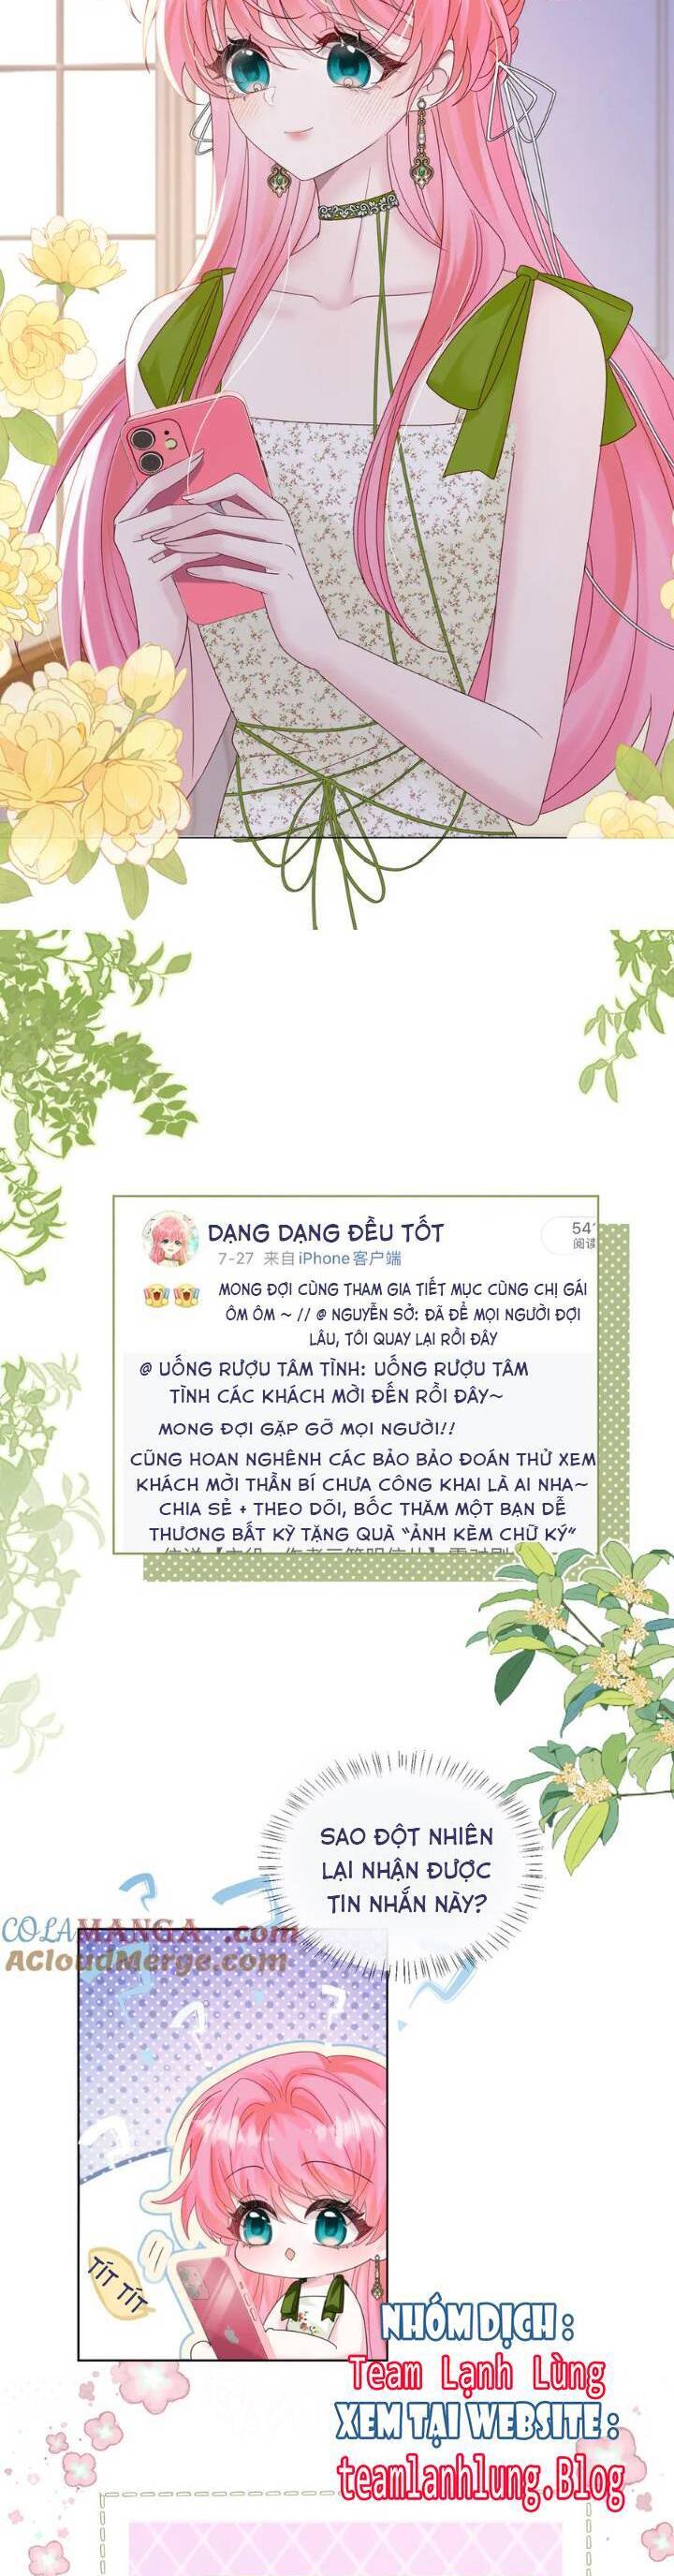 DẠNG DẠNG ĐỀU TỐT
541
7-27 来自iPhone客户端
阅读
MONG ĐỢI CÙNG THAM GIA TIẾT MỤC CÙNG CHỊ GÁI
ÔM ÔM ~ // @ NGUYỄN SỞ: ĐÃ ĐỂ MỌI NGƯỜI ĐỢI
LÂU, TÔI QUAY LẠI RỒI ĐÂY
@ UỐNG RƯỢU TÂM TÌNH: UỐNG RƯỢU TÂM
TÌNH CÁC KHÁCH MỜI ĐẾN RỒI ĐÂY~
MONG ĐỢI GẶP GỠ MỌI NGƯỜI!!
CŨNG HOAN NGHÊNH CÁC BẢO BẢO ĐOÁN THỬ XEM
KHÁCH MỜI THẦN BÍ CHƯA CÔNG KHAI LÀ AI NHA~
CHIA SẺ + THEO DÕI, BỐC THĂM MỘT BẠN DỄ
THƯƠNG BẤT KỲ TẶNG QUÀ "ẢNH KÈM CHỮ KÝ"
SAO ĐỘT NHIÊN
LẠI NHẬN ĐƯỢC
TIN NHẮN NÀY?
COLAMANGA.com
AcloudMerge.com
TÍT TÍT
NHÓM DỊCH :
Team Lạnh Lùng
XEM TẠI WEBSITE :
teamlanhlung.Blog